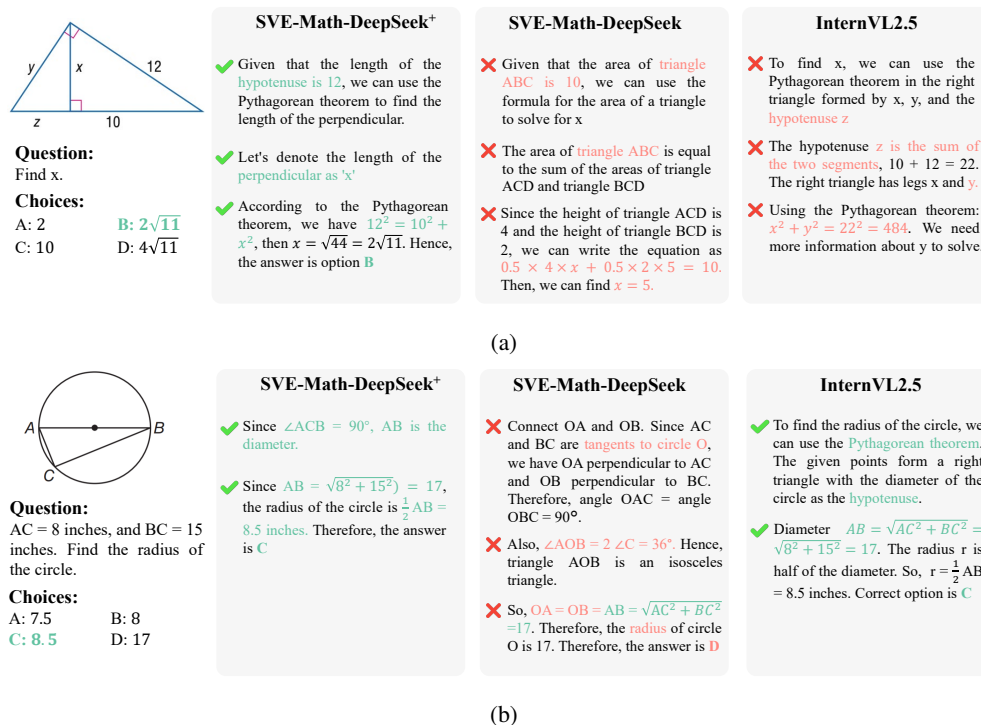 y
x
12
z
10
Question:
Find x.
Choices:
A: 2
B: 2√11
C: 10
D: 4√11
SVE-Math-DeepSeek⁺
Given that the length of the
hypotenuse is 12, we can use the
Pythagorean theorem to find the
length of the perpendicular.
Let's denote the length of the
perpendicular as 'x'
According to the Pythagorean
theorem, we have 12² = 10² +
x², then x = √44 = 2√11. Hence,
the answer is option B
SVE-Math-DeepSeek
Given that the area of triangle
ABC is 10, we can use the
formula for the area of a triangle
to solve for x
The area of triangle ABC is equal
to the sum of the areas of triangle
ACD and triangle BCD
Since the height of triangle ACD is
4 and the height of triangle BCD is
2, we can write the equation as
0.5 × 4 × x + 0.5 × 2 × 5 = 10.
Then, we can find x = 5.
InternVL2.5
To find x, we can use the
Pythagorean theorem in the right
triangle formed by x, y, and the
hypotenuse z
The hypotenuse z is the sum of
the two segments, 10 + 12 = 22.
The right triangle has legs x and y.
Using the Pythagorean theorem:
x² + y² = 22² = 484. We need
more information about y to solve.
(a)
A
B
C
Question:
AC = 8 inches, and BC = 15
inches. Find the radius of
the circle.
Choices:
A: 7.5
B: 8
C: 8.5
D: 17
SVE-Math-DeepSeek⁺
Since ∠ACB = 90°, AB is the
diameter.
Since AB = √8² + 15²) = 17,
the radius of the circle is ½ AB =
8.5 inches. Therefore, the answer
is C
SVE-Math-DeepSeek
Connect OA and OB. Since AC
and BC are tangents to circle O,
we have OA perpendicular to AC
and OB perpendicular to BC.
Therefore, angle OAC = angle
OBC = 90°.
Also, ∠AOB = 2 ∠C = 36°. Hence,
triangle AOB is an isosceles
triangle.
So, OA = OB = AB = √AC² + BC²
=17. Therefore, the radius of circle
O is 17. Therefore, the answer is D
InternVL2.5
To find the radius of the circle, we
can use the Pythagorean theorem.
The given points form a right
triangle with the diameter of the
circle as the hypotenuse.
Diameter AB = √AC² + BC² =
√8² + 15² = 17. The radius r is
half of the diameter. So, r = ½ AB
= 8.5 inches. Correct option is C
(b)